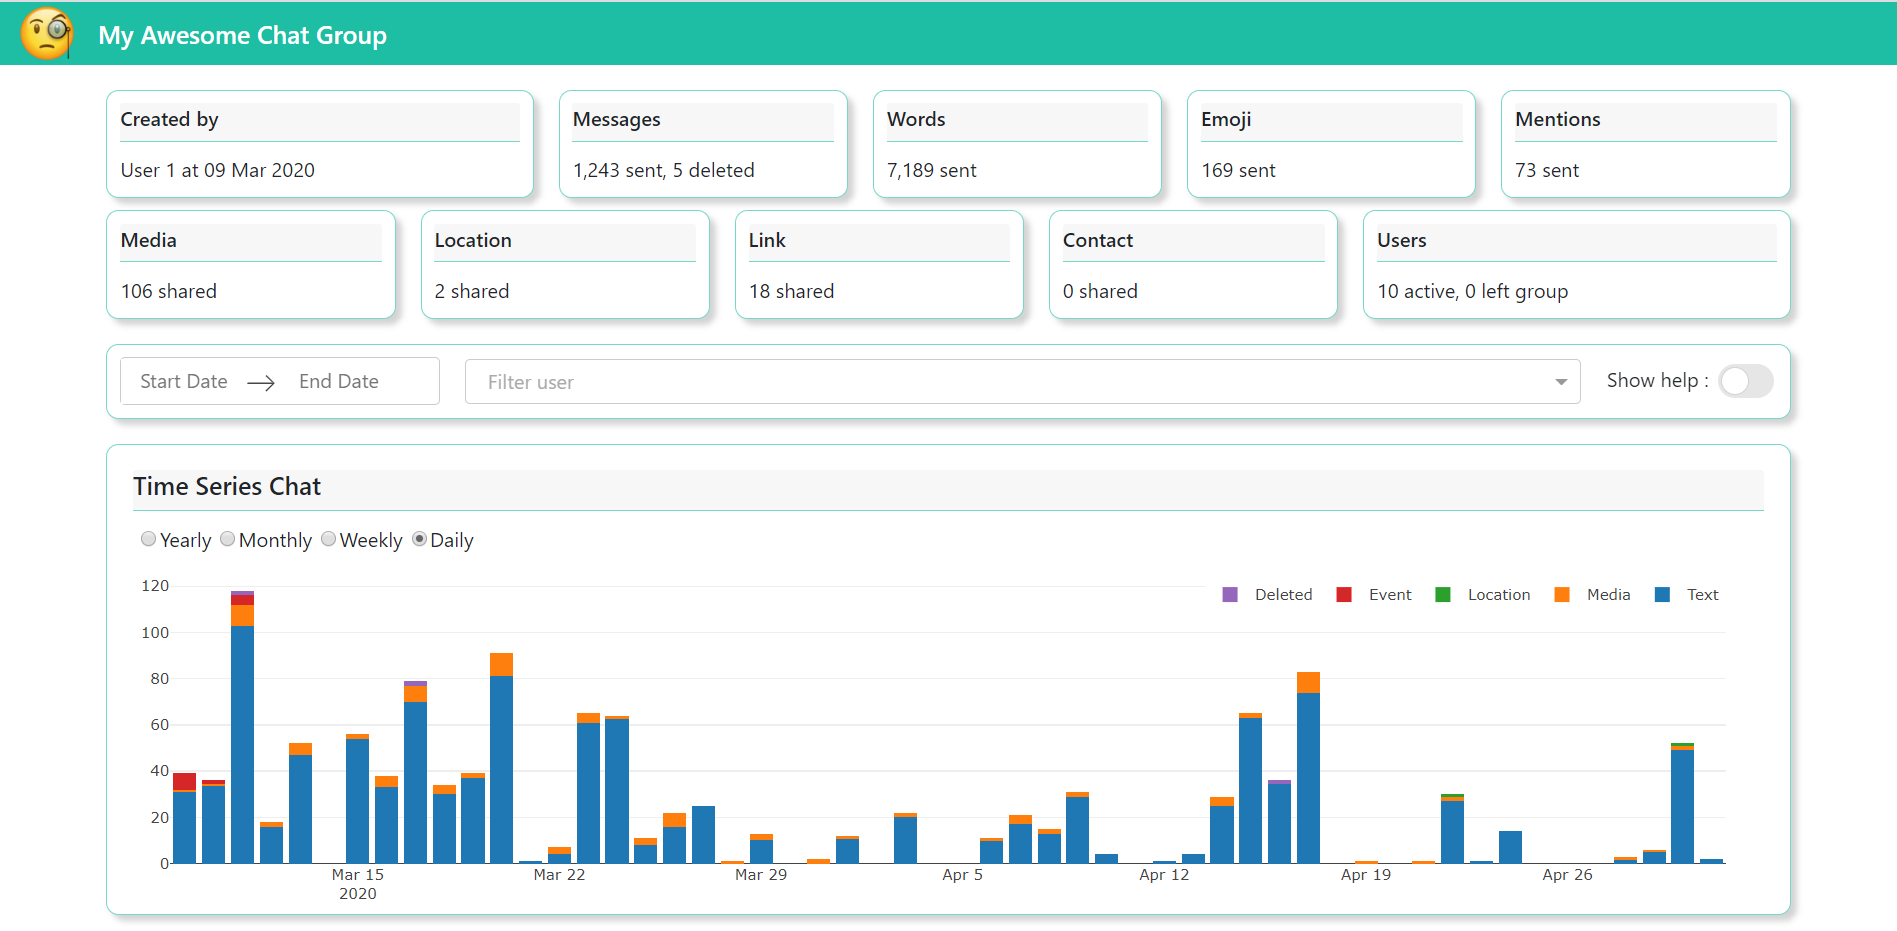 My Awesome Chat Group
Created by
User 1 at 09 Mar 2020
Messages
1,243 sent, 5 deleted
Words
7,189 sent
Emoji
169 sent
Mentions
73 sent
Media
106 shared
Location
2 shared
Link
18 shared
Contact
0 shared
Users
10 active, 0 left group
Start Date → End Date
Filter user
Show help :
Time Series Chat
Yearly Monthly Weekly Daily
Deleted Event Location Media Text
120
100
80
60
40
20
0
Mar 15 Mar 22 Mar 29 Apr 5 Apr 12 Apr 19 Apr 26
2020